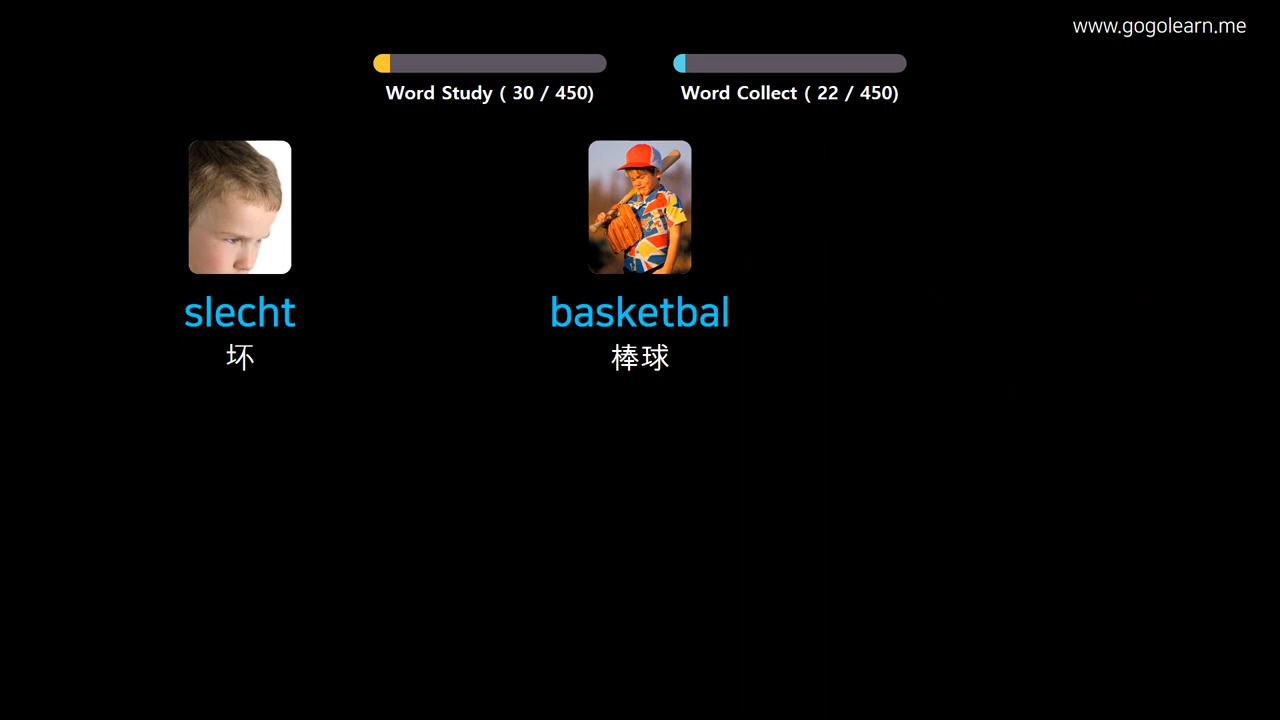 www.gogolearn.me
Word Study ( 30 / 450)
Word Collect ( 22 / 450)
slecht
坏
basketbal
棒球